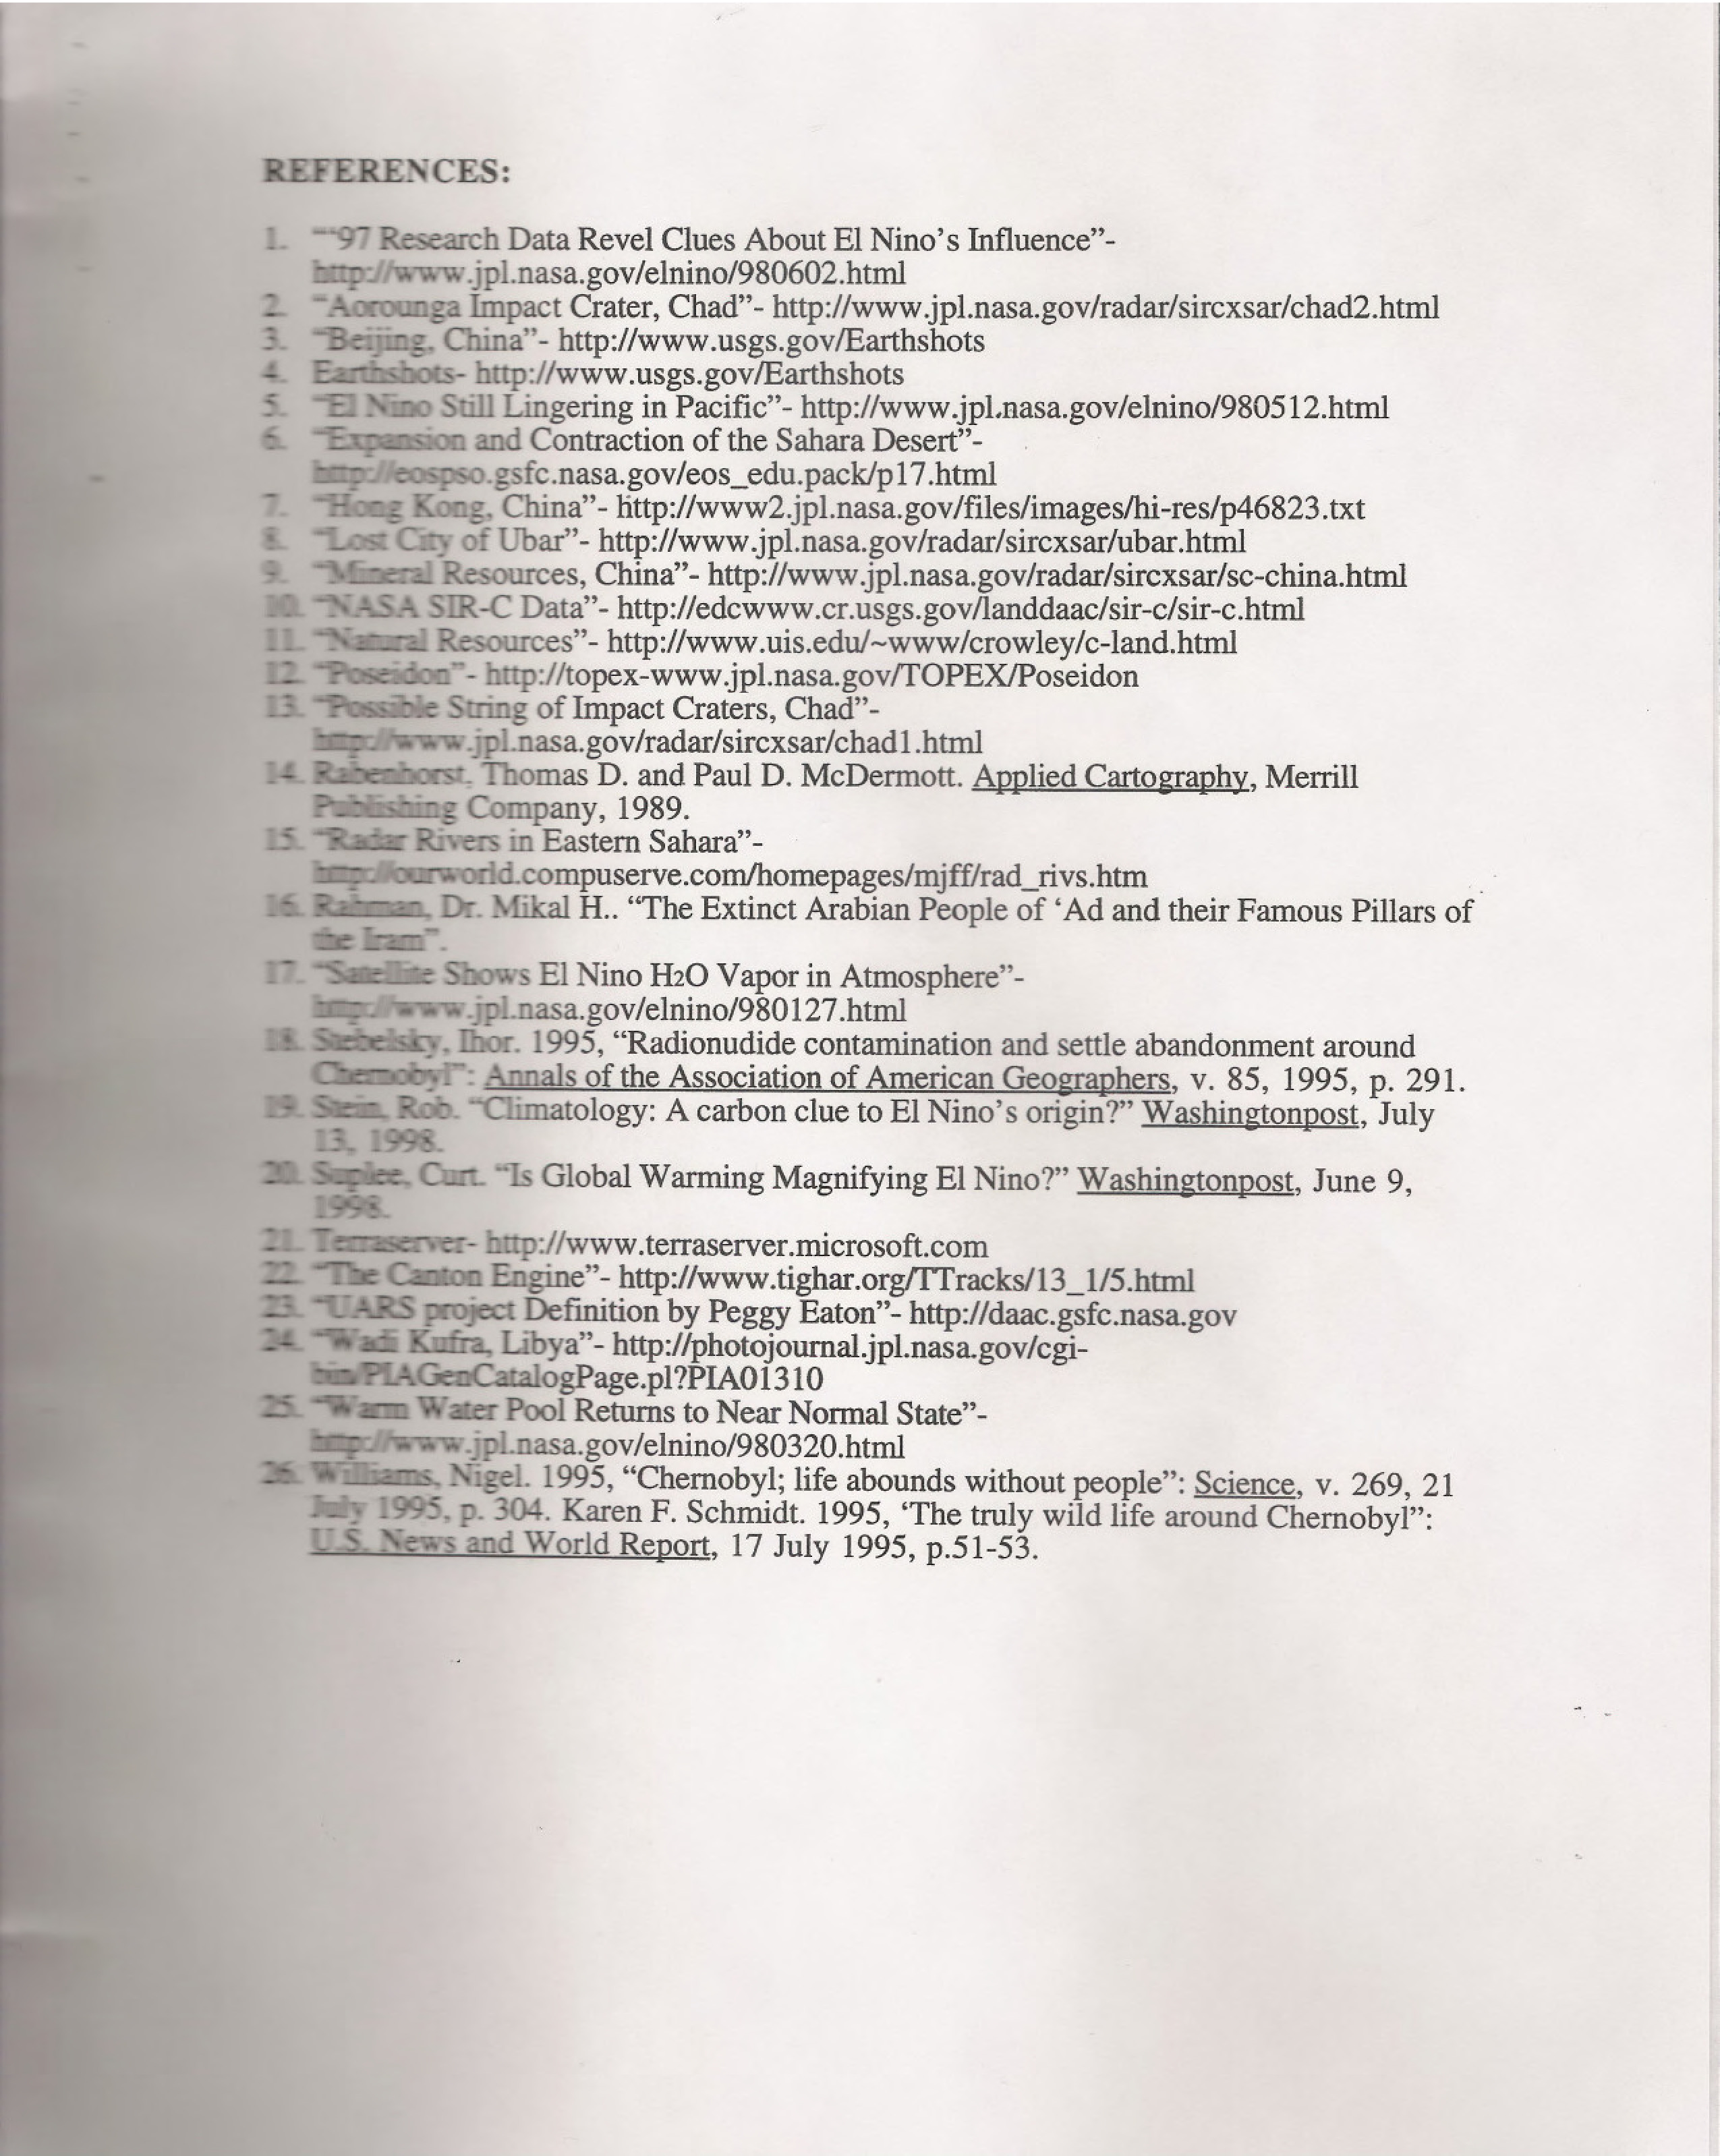 REFERENCES:
1. "'97 Research Data Revel Clues About El Nino's Influence"-
http://www.jpl.nasa.gov/elnino/980602.html
2. "Aorounga Impact Crater, Chad"- http://www.jpl.nasa.gov/radar/sircxsar/chad2.html
3. "Beijing, China"- http://www.usgs.gov/Earthshots
4. Earthshots- http://www.usgs.gov/Earthshots
5. "El Nino Still Lingering in Pacific"- http://www.jpl.nasa.gov/elnino/980512.html
6. "Expansion and Contraction of the Sahara Desert"-
http://eospso.gsfc.nasa.gov/eos_edu.pack/p17.html
7. "Hong Kong, China"- http://www2.jpl.nasa.gov/files/images/hi-res/p46823.txt
8. "Lost City of Ubar"- http://www.jpl.nasa.gov/radar/sircxsar/ubar.html
9. "Mineral Resources, China"- http://www.jpl.nasa.gov/radar/sircxsar/sc-china.html
10. "NASA SIR-C Data"- http://edcwww.cr.usgs.gov/landdaac/sir-c/sir-c.html
11. "Natural Resources"- http://www.uis.edu/~www/crowley/c-land.html
12. "Poseidon"- http://topex-www.jpl.nasa.gov/TOPEX/Poseidon
13. "Possible String of Impact Craters, Chad"-
http://www.jpl.nasa.gov/radar/sircxsar/chad1.html
14. Rabenhorst, Thomas D. and Paul D. McDermott. Applied Cartography, Merrill
Publishing Company, 1989.
15. "Radar Rivers in Eastern Sahara"-
http://ourworld.compuserve.com/homepages/mjff/rad_rivs.htm
16. Rahman, Dr. Mikal H.. "The Extinct Arabian People of 'Ad and their Famous Pillars of
the Iram".
17. "Satellite Shows El Nino H2O Vapor in Atmosphere"-
http://www.jpl.nasa.gov/elnino/980127.html
18. Stebelsky, Ihor. 1995, "Radionudide contamination and settle abandonment around
Chernobyl": Annals of the Association of American Geographers, v. 85, 1995, p. 291.
19. Stein, Rob. "Climatology: A carbon clue to El Nino's origin?" Washingtonpost, July
13, 1998.
20. Suplee, Curt. "Is Global Warming Magnifying El Nino?" Washingtonpost, June 9,
1998.
21. Terraserver- http://www.terraserver.microsoft.com
22. "The Canton Engine"- http://www.tighar.org/TTracks/13_1/5.html
23. "UARS project Definition by Peggy Eaton"- http://daac.gsfc.nasa.gov
24. "Wadi Kufra, Libya"- http://photojournal.jpl.nasa.gov/cgi-
bin/PIAGenCatalogPage.pl?PIA01310
25. "Warm Water Pool Returns to Near Normal State"-
http://www.jpl.nasa.gov/elnino/980320.html
26. Williams, Nigel. 1995, "Chernobyl; life abounds without people": Science, v. 269, 21
July 1995, p. 304. Karen F. Schmidt. 1995, 'The truly wild life around Chernobyl":
U.S. News and World Report, 17 July 1995, p.51-53.